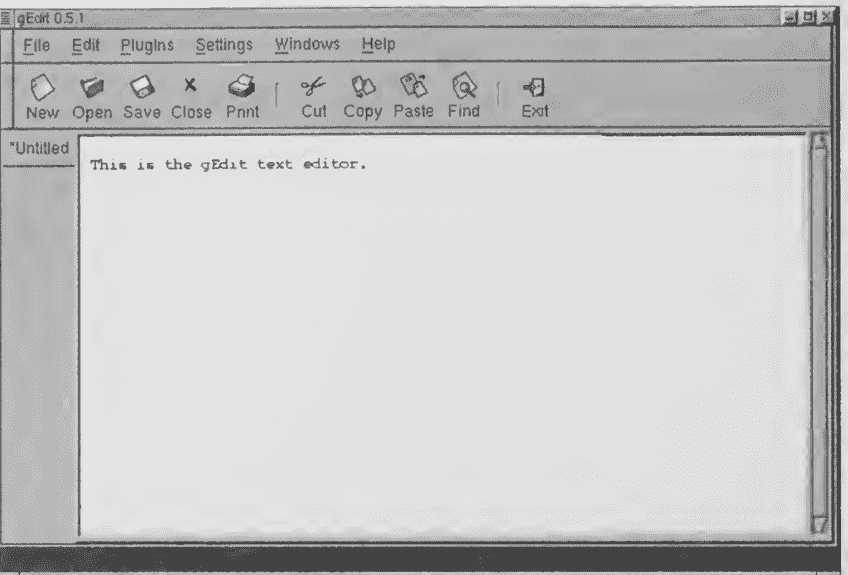 gEdit 0.5.1
File Edit Plugins Settings Windows Help
New Open Save Close Print Cut Copy Paste Find Exit
*Untitled
This is the gEdit text editor.